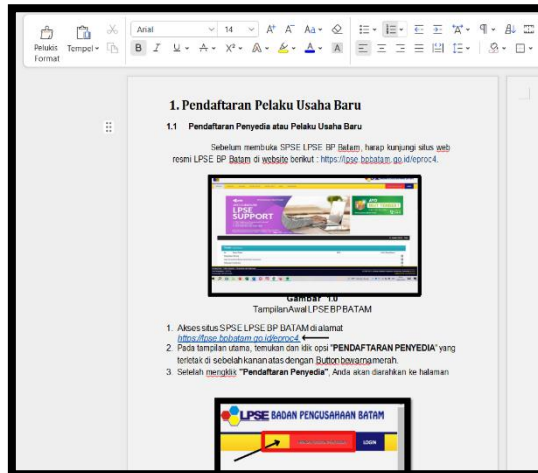 Pelukis Format
Tempel
Arial
14
1. Pendaftaran Pelaku Usaha Baru
1.1 Pendaftaran Penyedia atau Pelaku Usaha Baru
Sebelum membuka SPSE LPSE BP Batam, harap kunjungi situs web
resmi LPSE BP Batam di website berikut : https://lpse.bpbatam.go.id/eproc4.
LPSE
SUPPORT
Gambar 1.0
Tampilan Awal LPSE BP BATAM
1. Akses situs SPSE LPSE BP BATAM di alamat
https://lpse.bpbatam.go.id/eproc4.
2. Pada tampilan utama, temukan dan klik opsi "PENDAFTARAN PENYEDIA" yang
terletak di sebelah kanan atas dengan Button bewarna merah.
3. Setelah mengklik "Pendaftaran Penyedia", Anda akan diarahkan ke halaman
LPSE BADAN PENGUSAHAAN BATAM
LOGIN